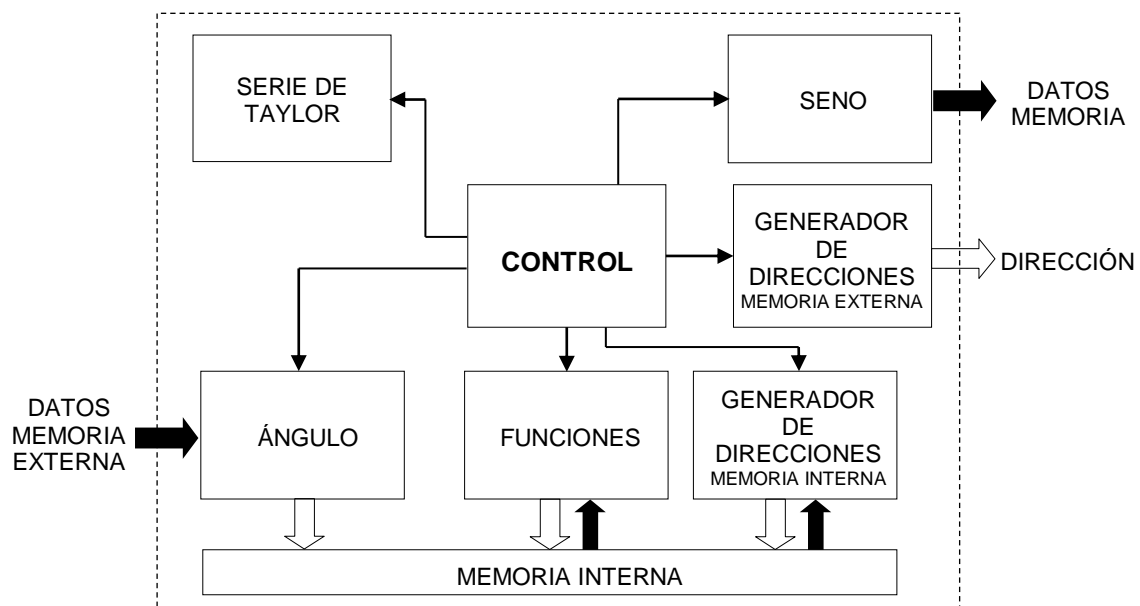 SERIE DE
TAYLOR
SENO
DATOS
MEMORIA
CONTROL
GENERADOR
DE
DIRECCIONES
MEMORIA EXTERNA
DIRECCIÓN
DATOS
MEMORIA
EXTERNA
ÁNGULO
FUNCIONES
GENERADOR
DE
DIRECCIONES
MEMORIA INTERNA
MEMORIA INTERNA